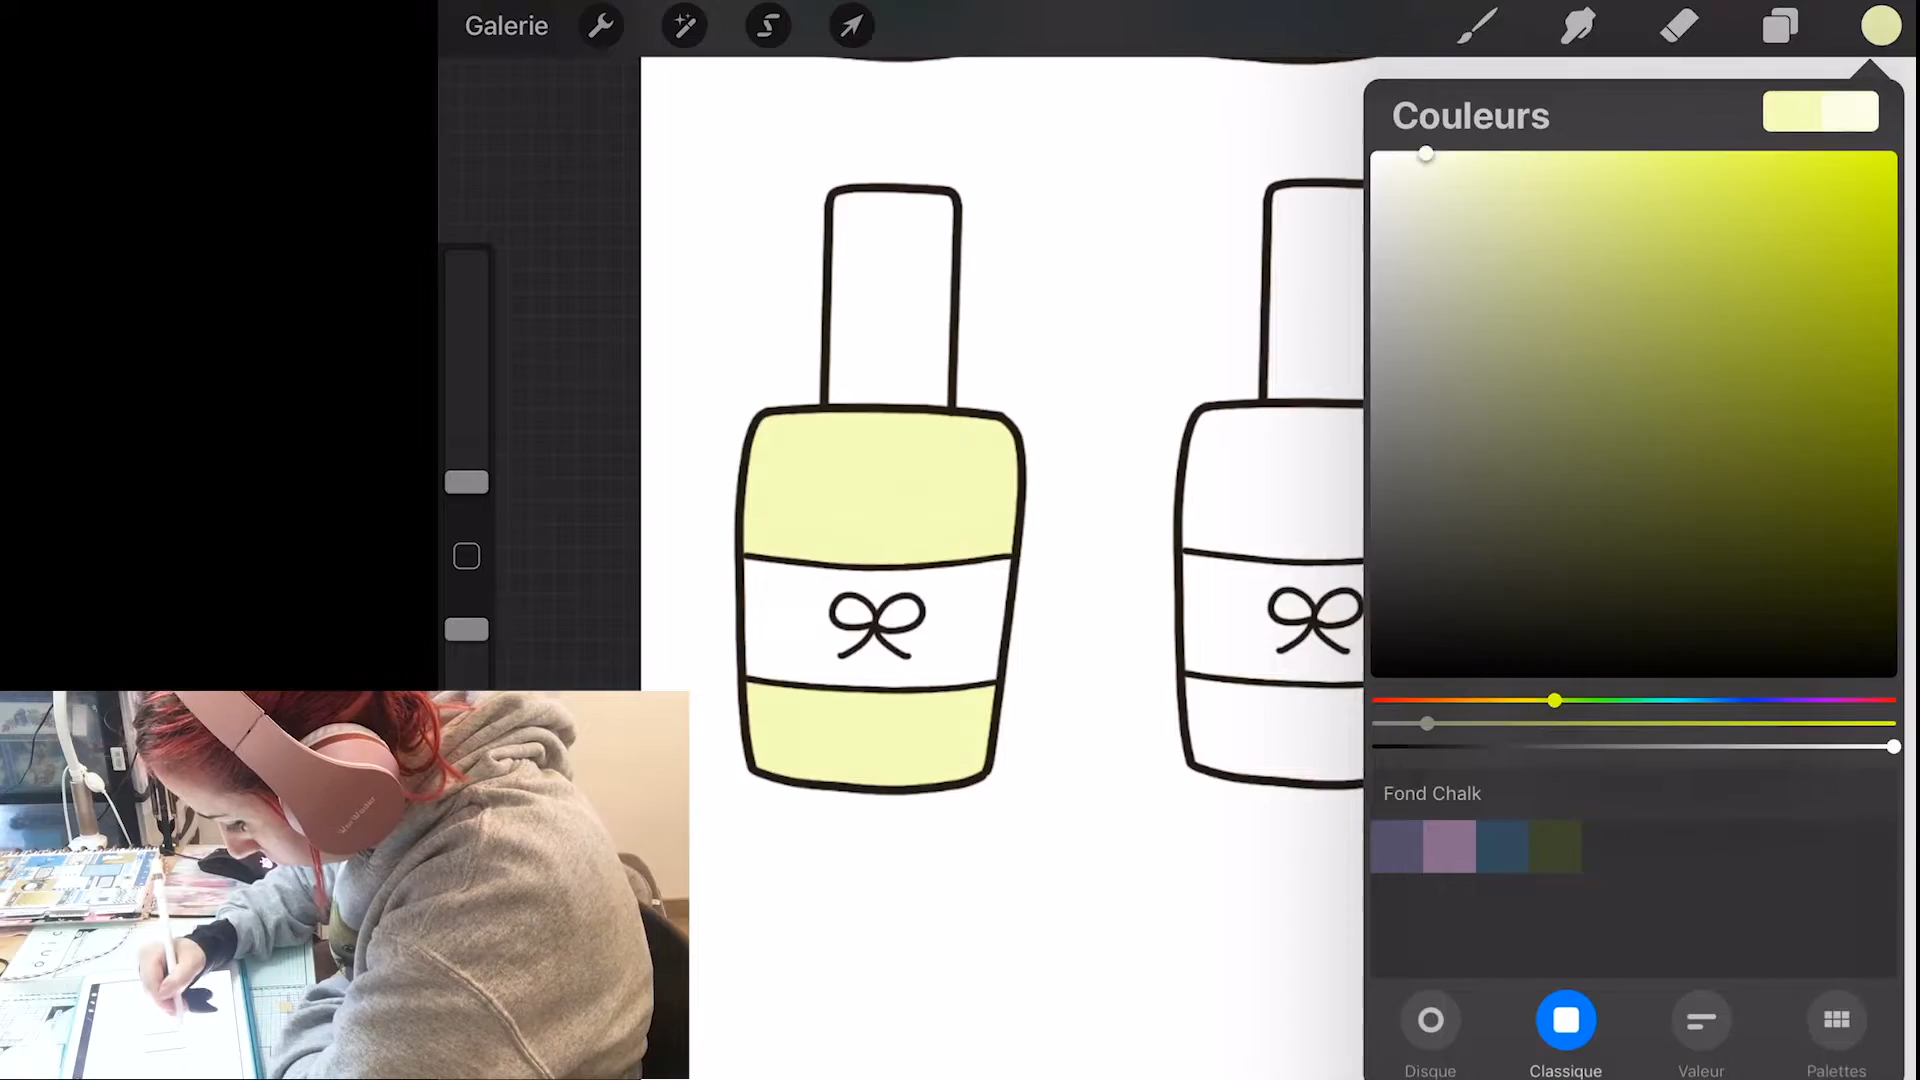 Galerie
Couleurs
Fond Chalk
Disque
Classique
Valeur
Palettes